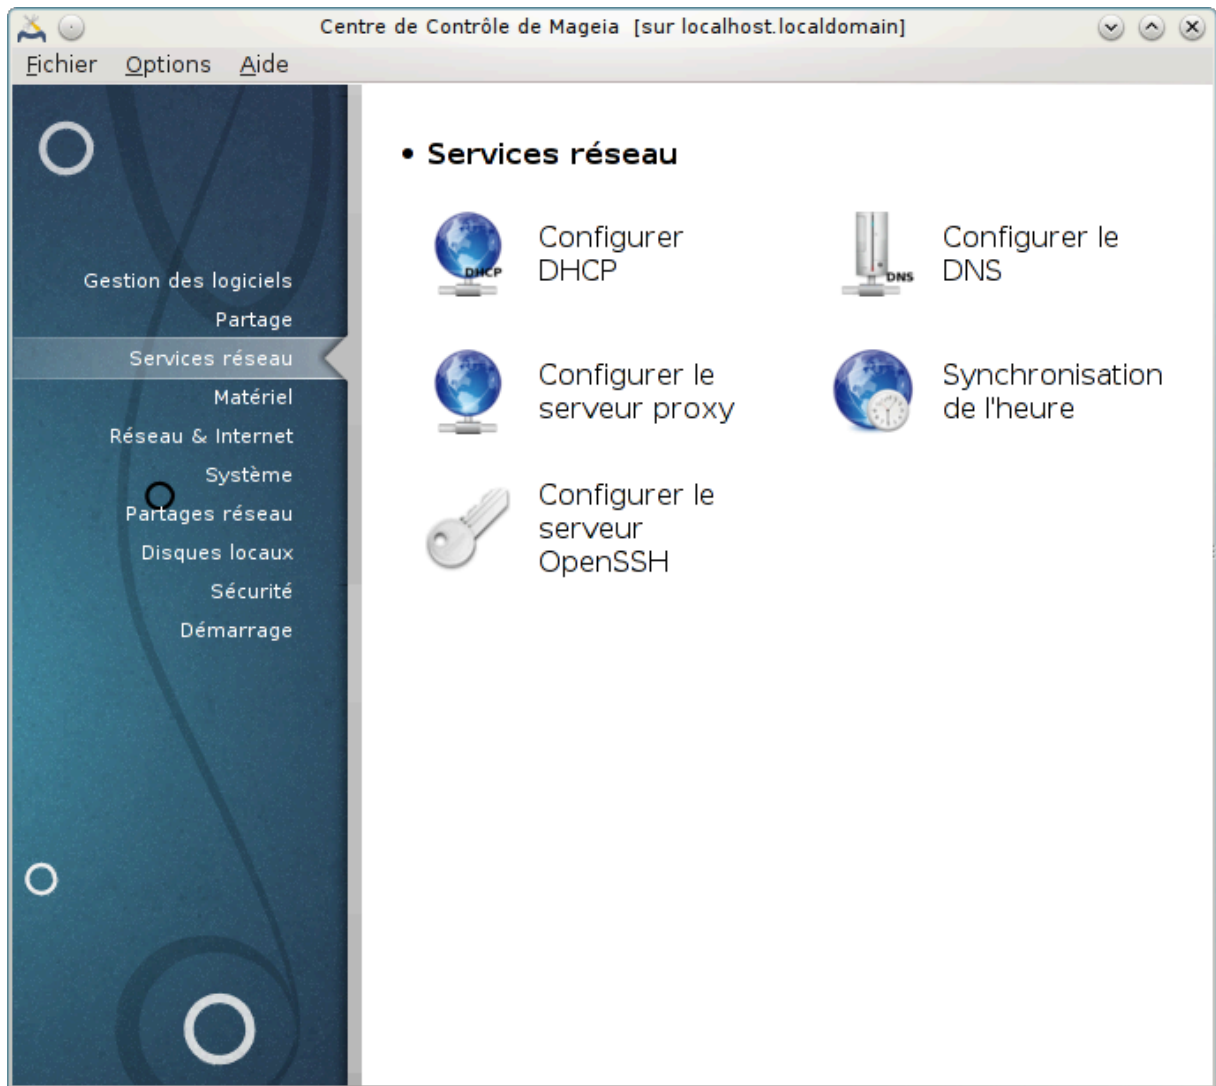 Centre de Contrôle de Mageia [sur localhost.localdomain]
Fichier Options Aide
Gestion des logiciels
Partage
Services réseau
Matériel
Réseau & Internet
Système
Partages réseau
Disques locaux
Sécurité
Démarrage
• Services réseau
DHCP
Configurer
DHCP
DNS
Configurer le
DNS
Configurer le
serveur proxy
Synchronisation
de l'heure
Configurer le
serveur
OpenSSH